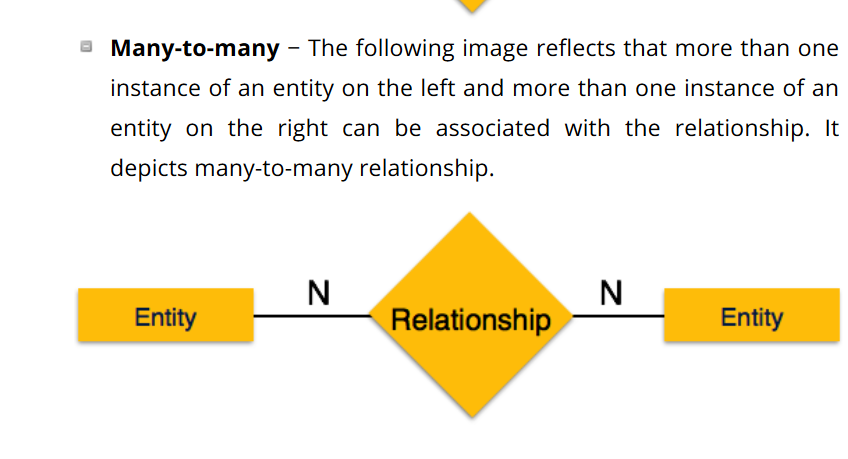 Many-to-many − The following image reflects that more than one
instance of an entity on the left and more than one instance of an
entity on the right can be associated with the relationship. It
depicts many-to-many relationship.
N N
Entity Relationship Entity